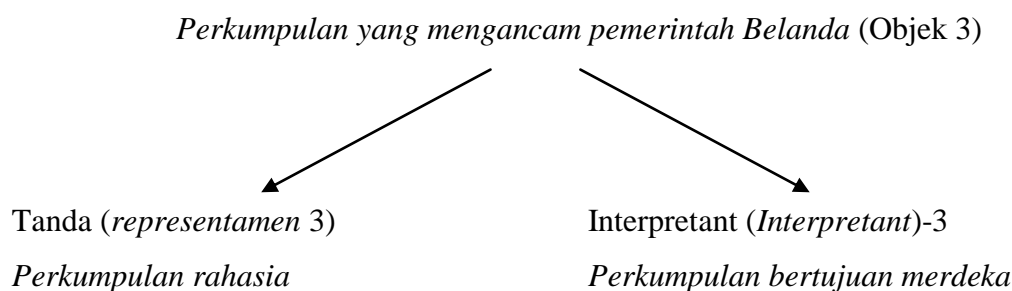 Perkumpulan yang mengancam pemerintah Belanda (Objek 3)
Tanda (representamen 3)
Perkumpulan rahasia
Interpretant (Interpretant)-3
Perkumpulan bertujuan merdeka